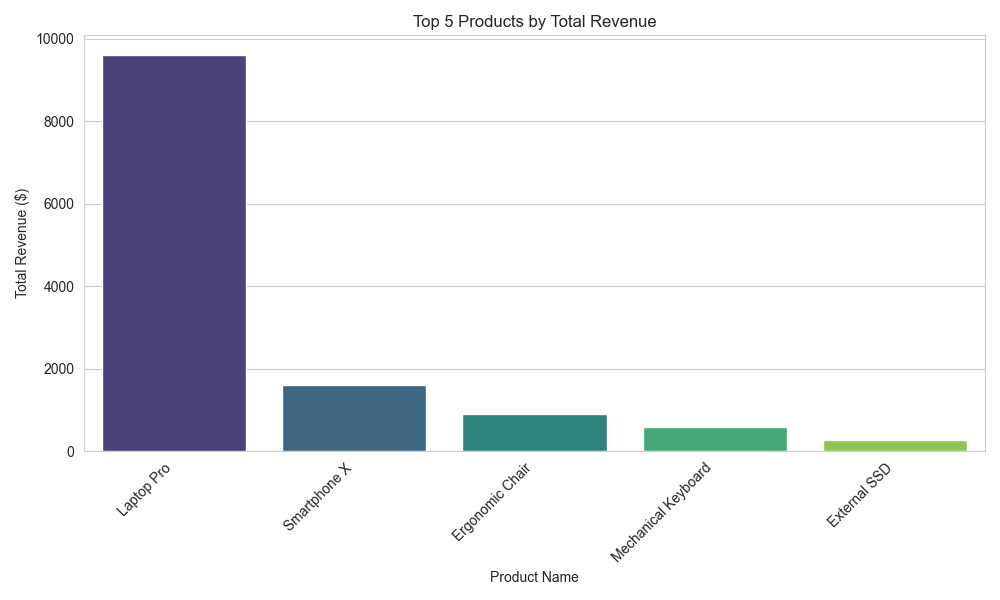 Top 5 Products by Total Revenue
Total Revenue ($)
10000
8000
6000
4000
2000
0
Laptop Pro
Smartphone X
Ergonomic Chair
Mechanical Keyboard
External SSD
Product Name